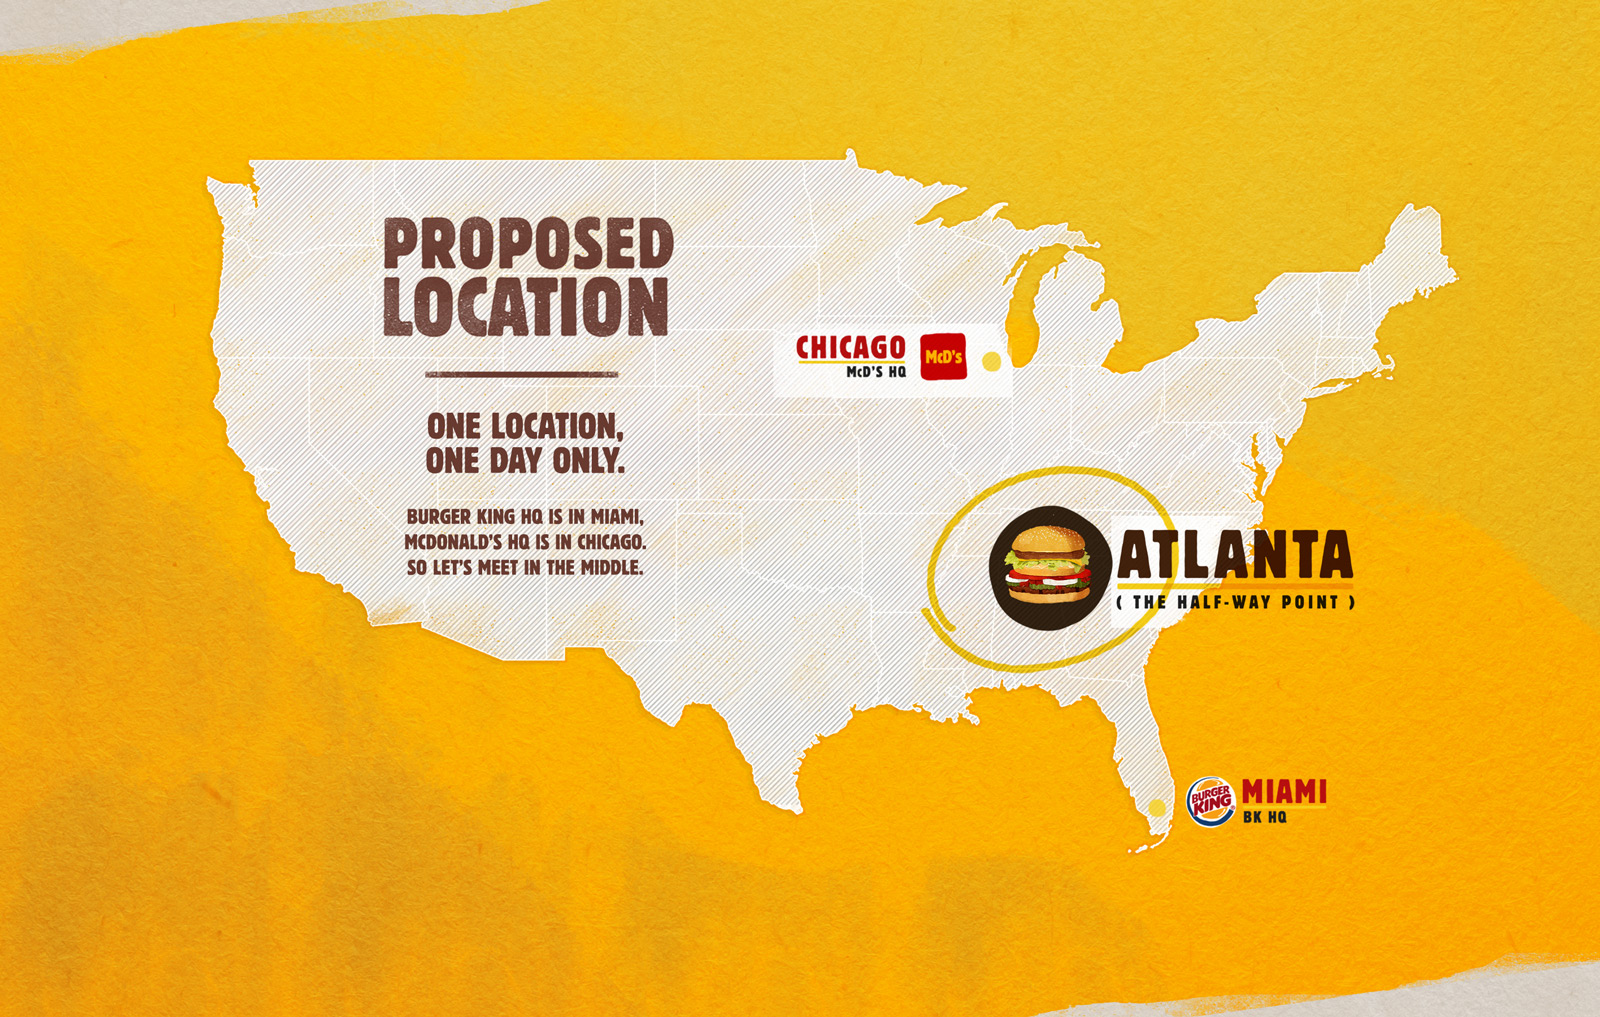 PROPOSED
LOCATION
ONE LOCATION,
ONE DAY ONLY.
BURGER KING HQ IS IN MIAMI,
MCDONALD'S HQ IS IN CHICAGO.
SO LET'S MEET IN THE MIDDLE.
CHICAGO
McD'S HQ
McD's
ATLANTA
( THE HALF-WAY POINT )
BURGER
KING
MIAMI
BK HQ